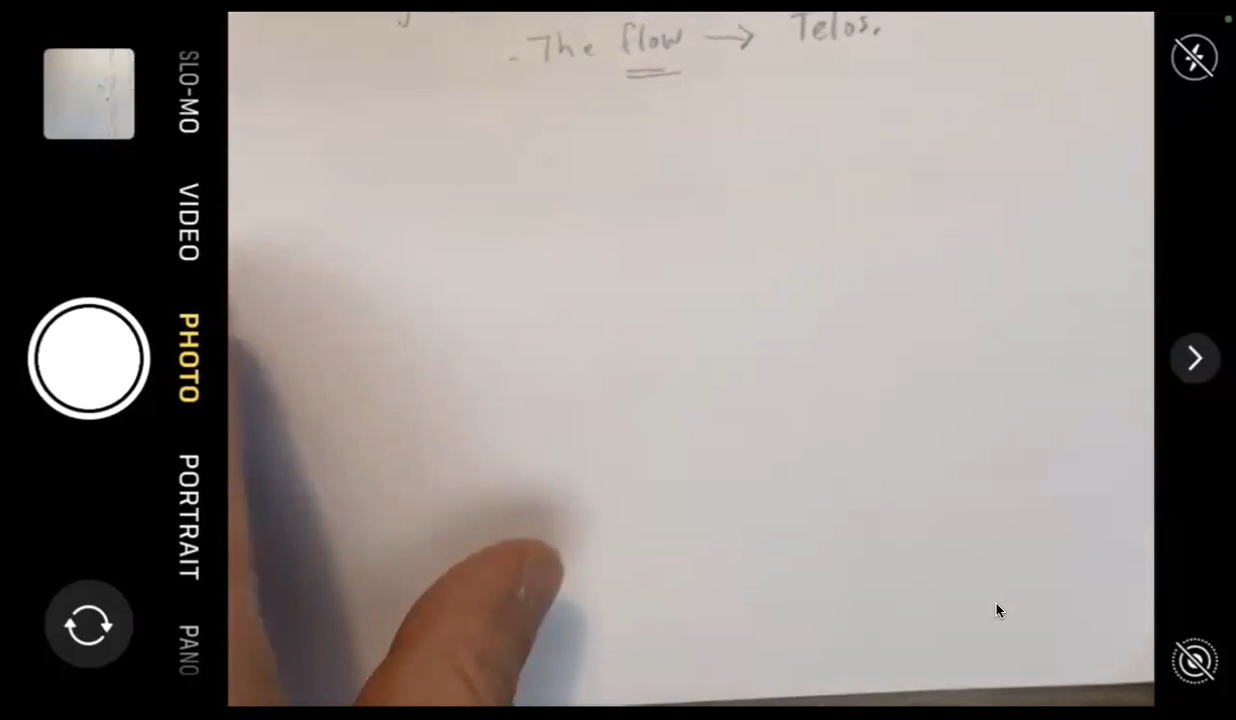 - The flow → Telos.
SLO-MO
VIDEO
PHOTO
PORTRAIT
PANO